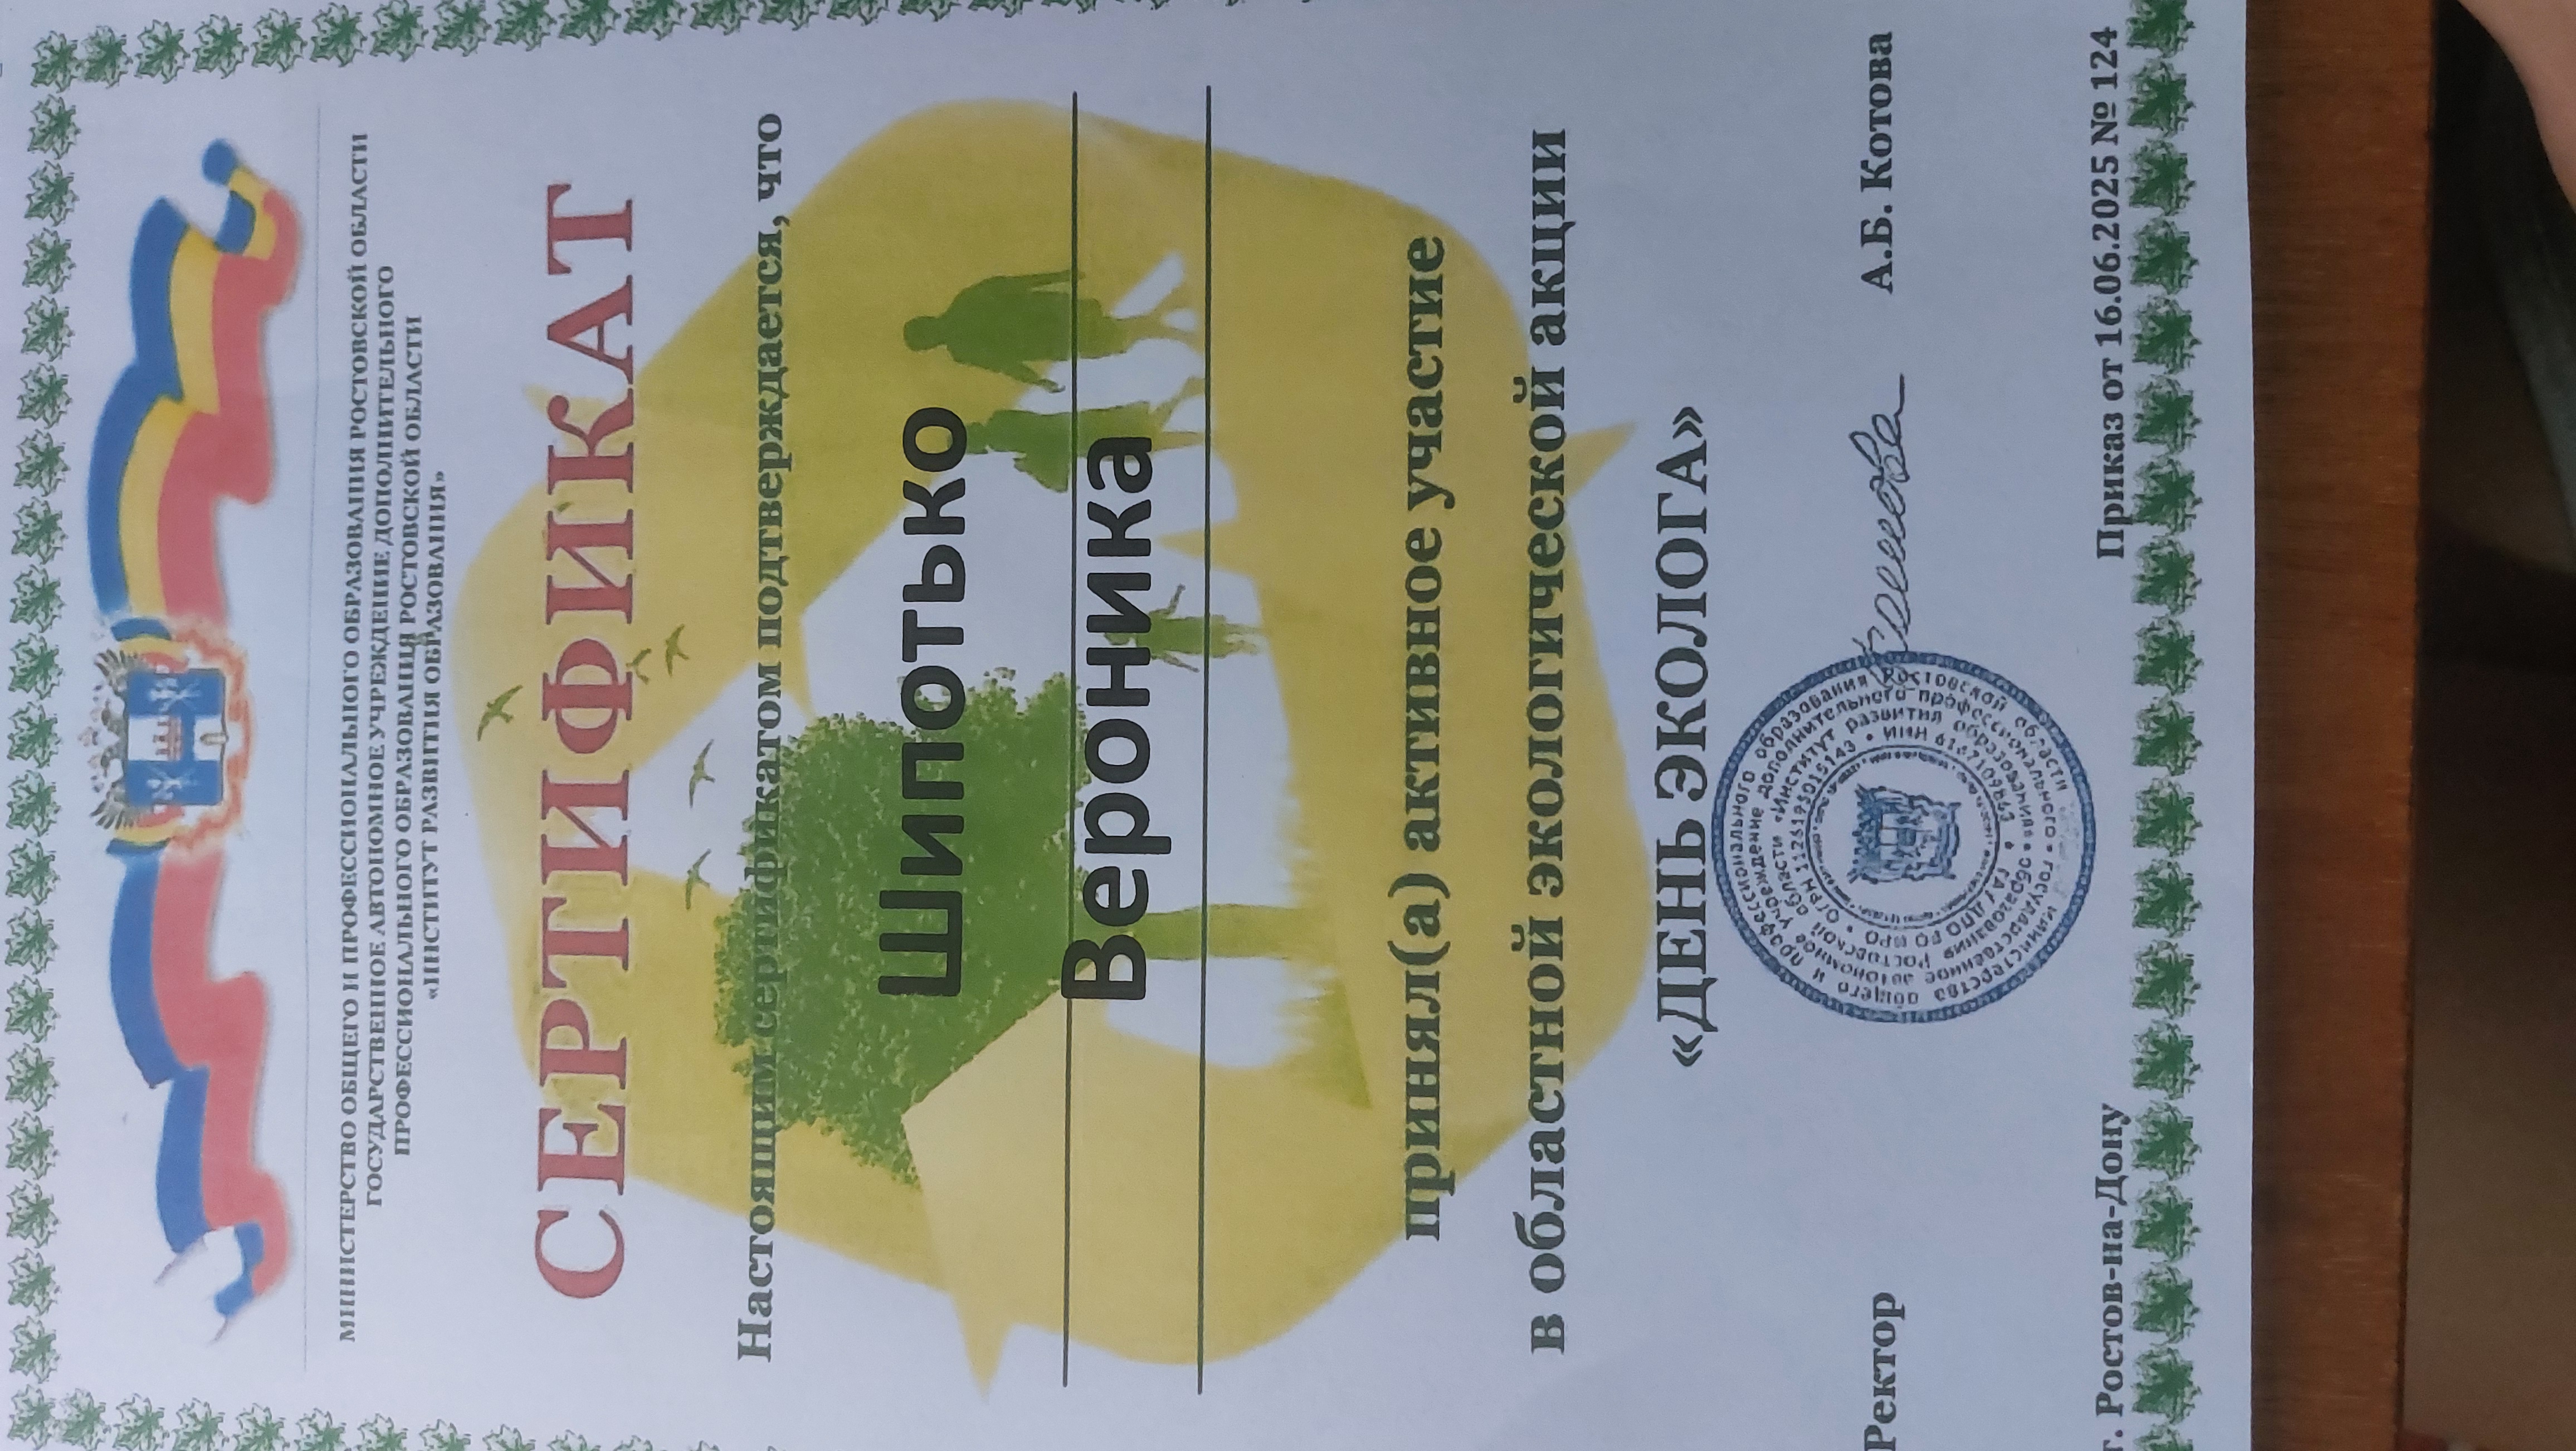 МИНИСТЕРСТВО ОБЩЕГО И ПРОФЕССИОНАЛЬНОГО ОБРАЗОВАНИЯ РОСТОВСКОЙ ОБЛАСТИ
ГОСУДАРСТВЕННОЕ АВТОНОМНОЕ УЧРЕЖДЕНИЕ ДОПОЛНИТЕЛЬНОГО
ПРОФЕССИОНАЛЬНОГО ОБРАЗОВАНИЯ РОСТОВСКОЙ ОБЛАСТИ
«ИНСТИТУТ РАЗВИТИЯ ОБРАЗОВАНИЯ»
СЕРТИФИКАТ
Настоящим сертификатом подтверждается, что
Шипотько
Вероника
принял(а) активное участие
в областной экологической акции
«ДЕНЬ ЭКОЛОГА»
Ректор А.Б. Котова
г. Ростов-на-Дону Приказ от 16.06.2025 № 124